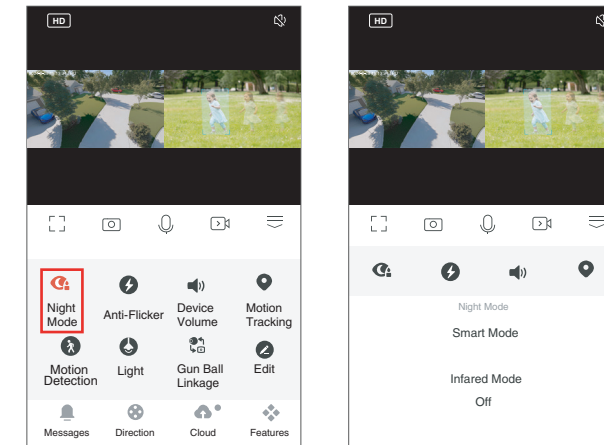 HD
Night
Mode
Anti-Flicker
Device
Volume
Motion
Tracking
Motion
Detection
Light
Gun Ball
Linkage
Edit
Messages
Direction
Cloud
Features
HD
Night Mode
Smart Mode
Infared Mode
Off